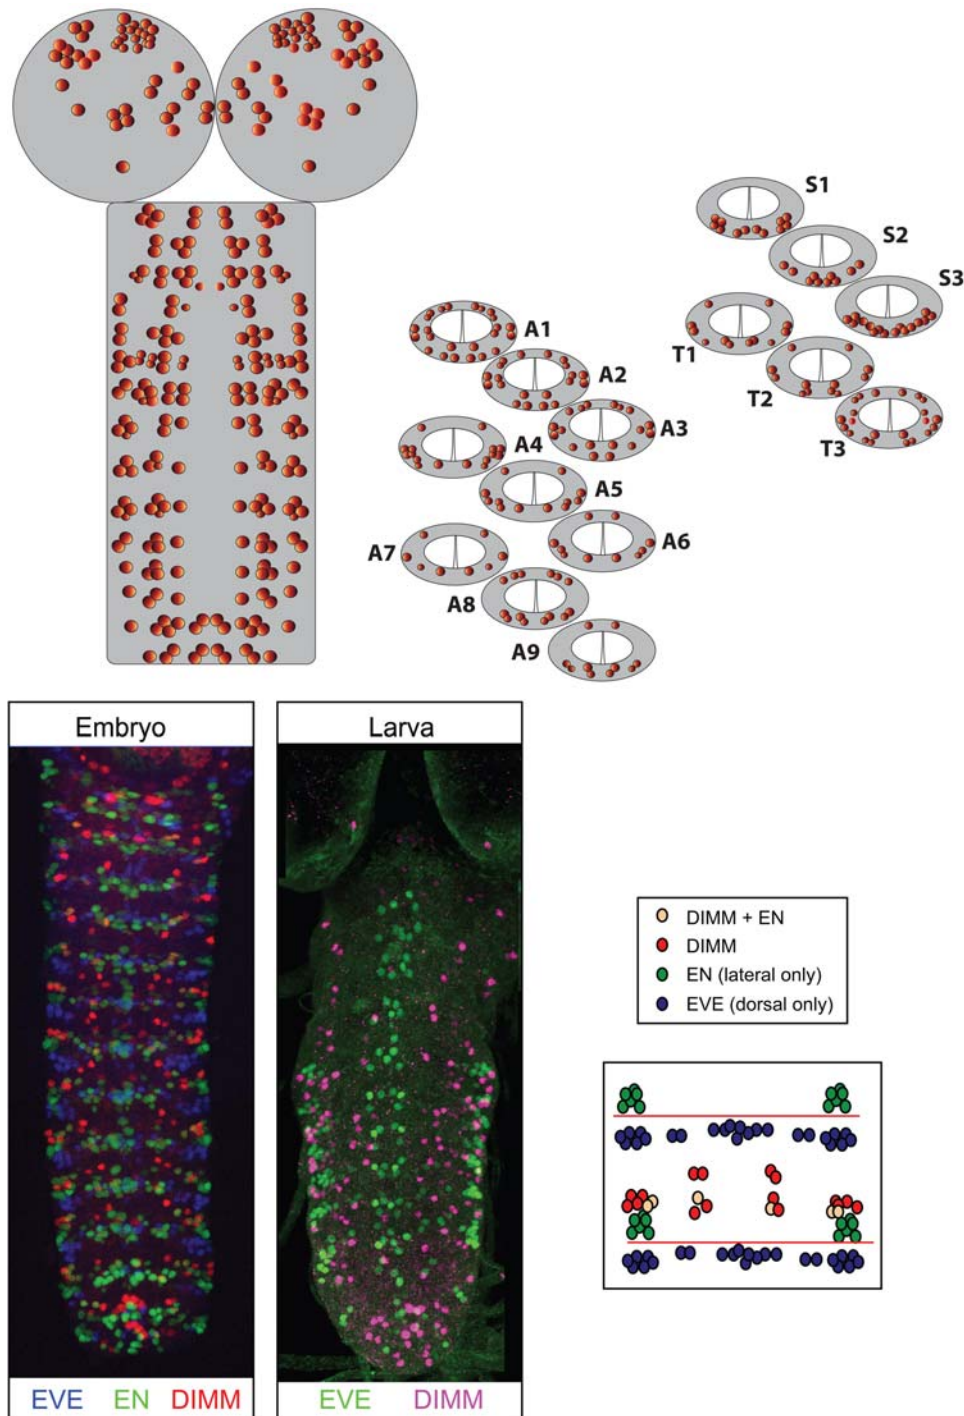 S1
S2
S3
A1
T1
A2
T2
A3
A4
T3
A5
A6
A7
A8
A9
Embryo
Larva
DIMM + EN
DIMM
EN (lateral only)
EVE (dorsal only)
EVE EN DIMM
EVE DIMM